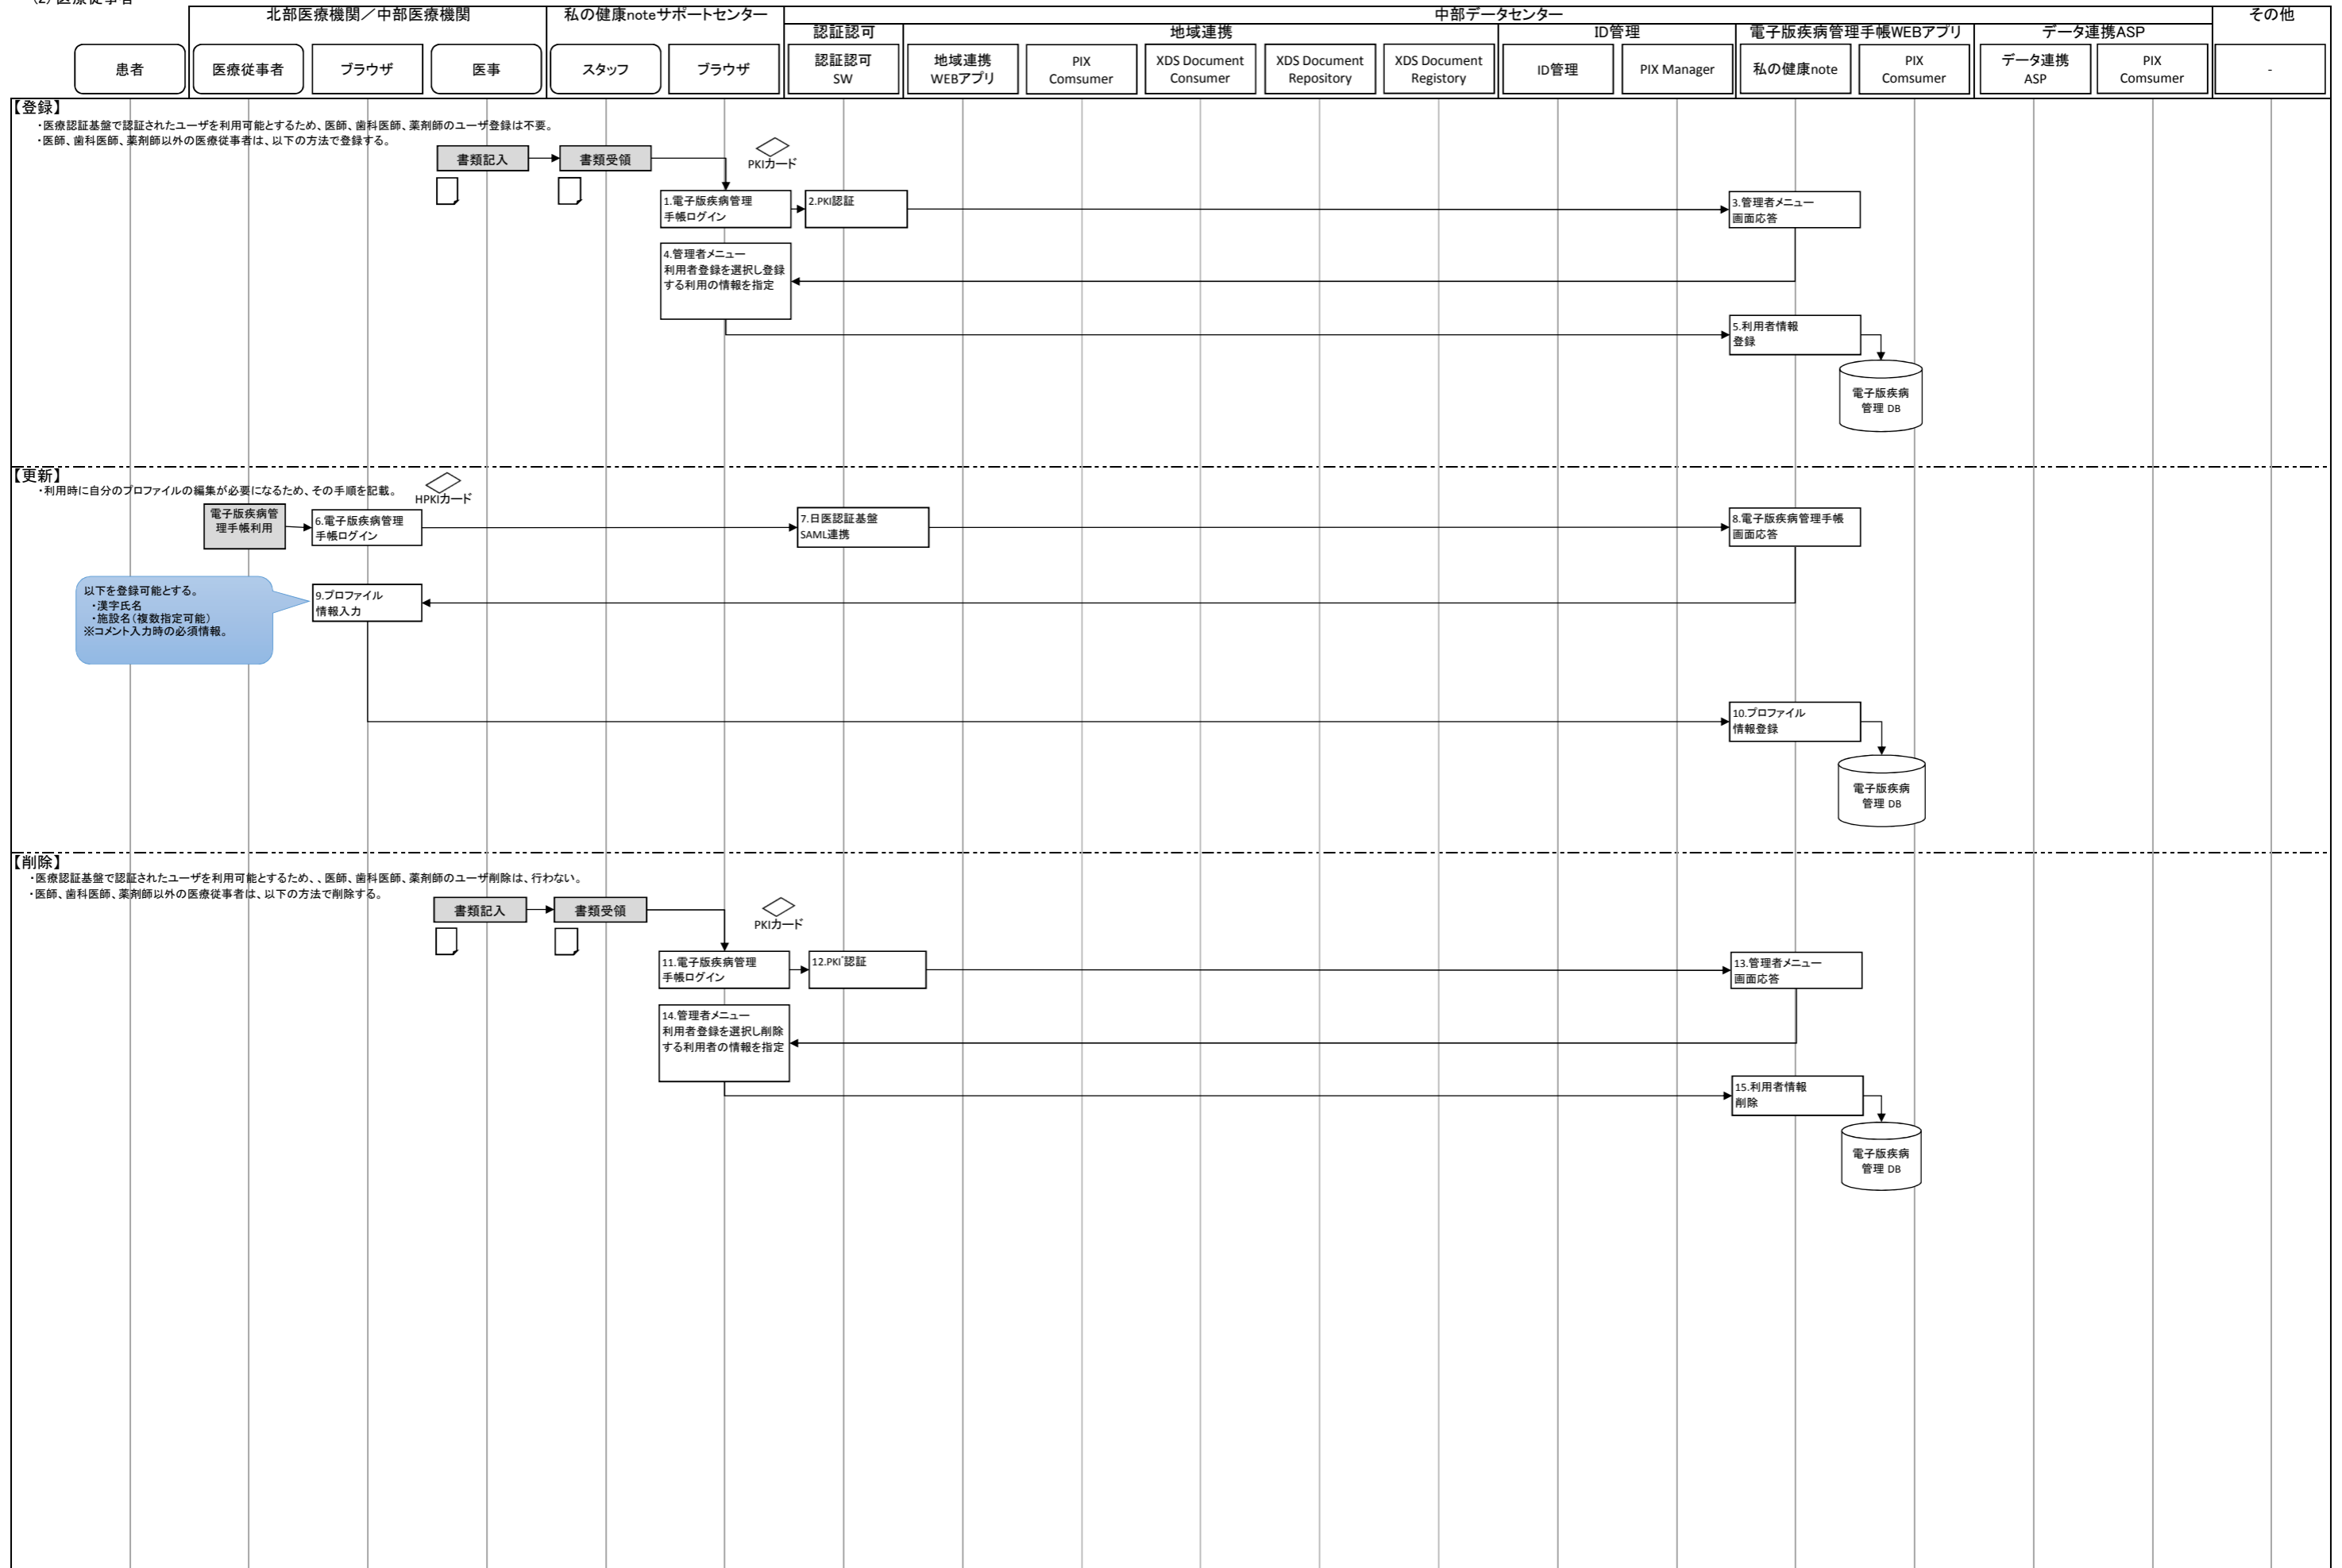 (2) 医療従事者
北部医療機関／中部医療機関
私の健康noteサポートセンター
中部データセンター
その他
認証認可
地域連携
ID管理
電子版疾病管理手帳WEBアプリ
データ連携ASP
患者
医療従事者
ブラウザ
医事
スタッフ
ブラウザ
認証認可
SW
地域連携
WEBアプリ
PIX
Comsumer
XDS Document
Consumer
XDS Document
Repository
XDS Document
Registory
ID管理
PIX Manager
私の健康note
PIX
Comsumer
データ連携
ASP
PIX
Comsumer
-
【登録】
・医療認証基盤で認証されたユーザを利用可能とするため、医師、歯科医師、薬剤師のユーザ登録は不要。
・医師、歯科医師、薬剤師以外の医療従事者は、以下の方法で登録する。
書類記入
書類受領
PKIカード
1.電子版疾病管理
手帳ログイン
2.PKI認証
3.管理者メニュー
画面応答
4.管理者メニュー
利用者登録を選択し登録
する利用の情報を指定
5.利用者情報
登録
電子版疾病
管理 DB
【更新】
・利用時に自分のプロファイルの編集が必要になるため、その手順を記載。
HPKIカード
電子版疾病管
理手帳利用
6.電子版疾病管理
手帳ログイン
7.日医認証基盤
SAML連携
8.電子版疾病管理手帳
画面応答
以下を登録可能とする。
・漢字氏名
・施設名（複数指定可能）
※コメント入力時の必須情報。
9.プロファイル
情報入力
10.プロファイル
情報登録
電子版疾病
管理 DB
【削除】
・医療認証基盤で認証されたユーザを利用可能とするため、、医師、歯科医師、薬剤師のユーザ削除は、行わない。
・医師、歯科医師、薬剤師以外の医療従事者は、以下の方法で削除する。
書類記入
書類受領
PKIカード
11.電子版疾病管理
手帳ログイン
12.PKI゛認証
13.管理者メニュー
画面応答
14.管理者メニュー
利用者登録を選択し削除
する利用者の情報を指定
15.利用者情報
削除
電子版疾病
管理 DB